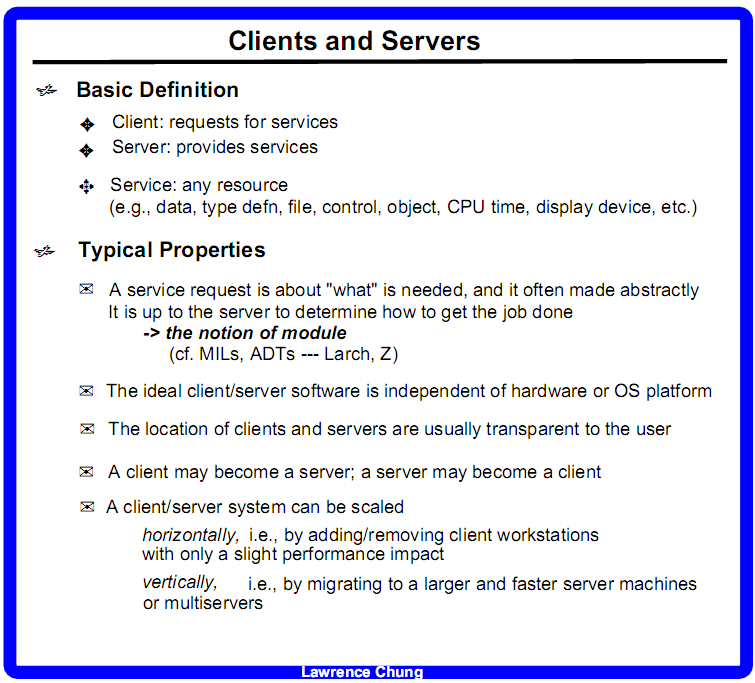 Clients and Servers
Basic Definition
Client: requests for services
Server: provides services
Service: any resource
(e.g., data, type defn, file, control, object, CPU time, display device, etc.)
Typical Properties
A service request is about "what" is needed, and it often made abstractly
It is up to the server to determine how to get the job done
-> the notion of module
(cf. MILs, ADTs --- Larch, Z)
The ideal client/server software is independent of hardware or OS platform
The location of clients and servers are usually transparent to the user
A client may become a server; a server may become a client
A client/server system can be scaled
horizontally, i.e., by adding/removing client workstations
with only a slight performance impact
vertically, i.e., by migrating to a larger and faster server machines
or multiservers
Lawrence Chung